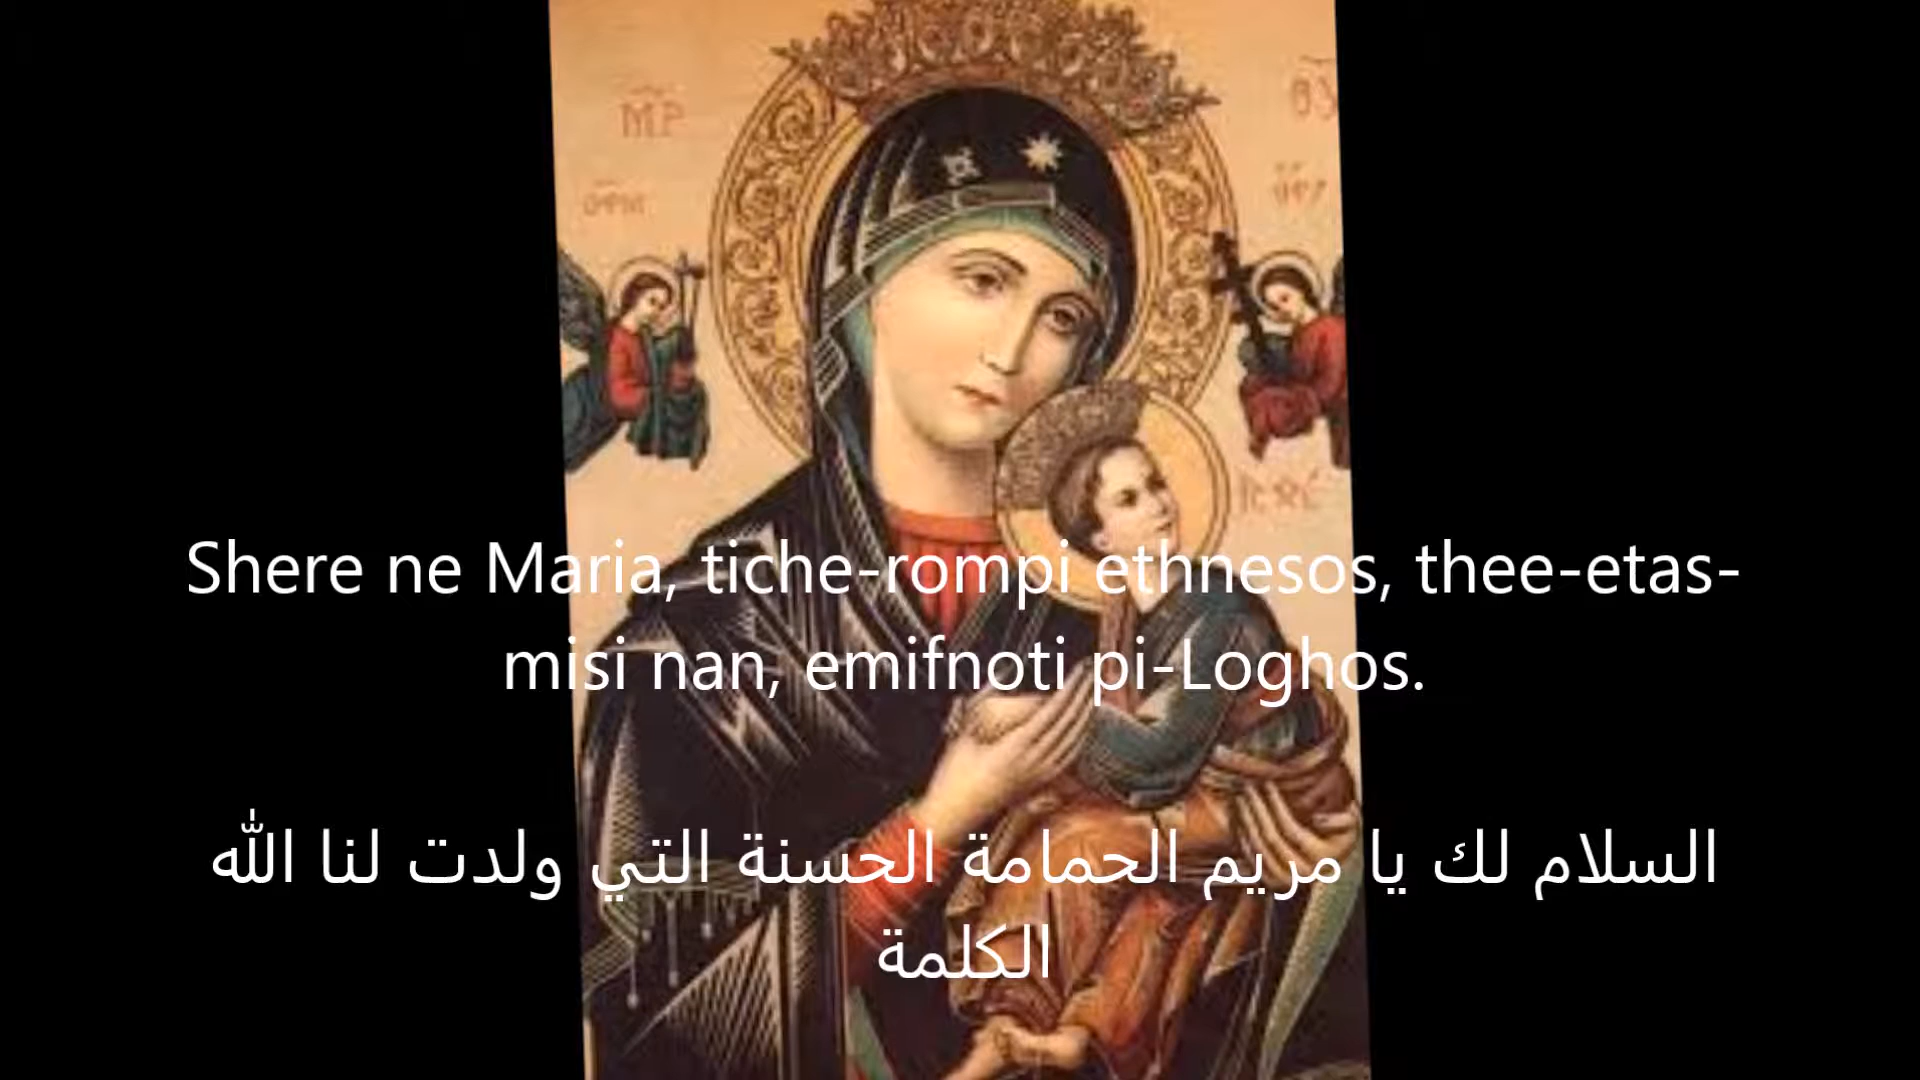 Shere ne Maria, tiche-rompi ethnesos, thee-etas-
misi nan, emifnoti pi-Loghos.
السلام لك يا مريم الحمامة الحسنة التي ولدت لنا الله
الكلمة